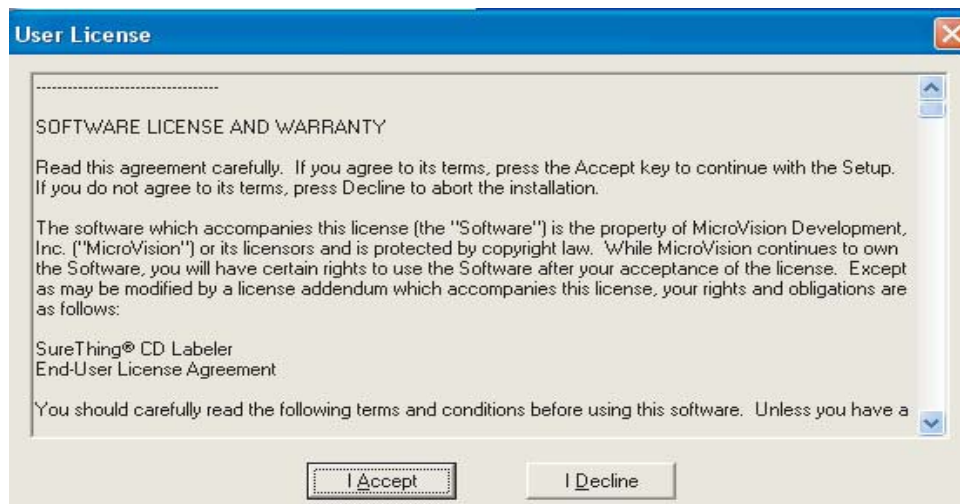 User License
-----------------------------------
SOFTWARE LICENSE AND WARRANTY
Read this agreement carefully.  If you agree to its terms, press the Accept key to continue with the Setup.
If you do not agree to its terms, press Decline to abort the installation.
The software which accompanies this license (the "Software") is the property of MicroVision Development,
Inc. ("MicroVision") or its licensors and is protected by copyright law.  While MicroVision continues to own
the Software, you will have certain rights to use the Software after your acceptance of the license.  Except
as may be modified by a license addendum which accompanies this license, your rights and obligations are
as follows:
SureThing® CD Labeler
End-User License Agreement
You should carefully read the following terms and conditions before using this software.  Unless you have a
I Accept
I Decline